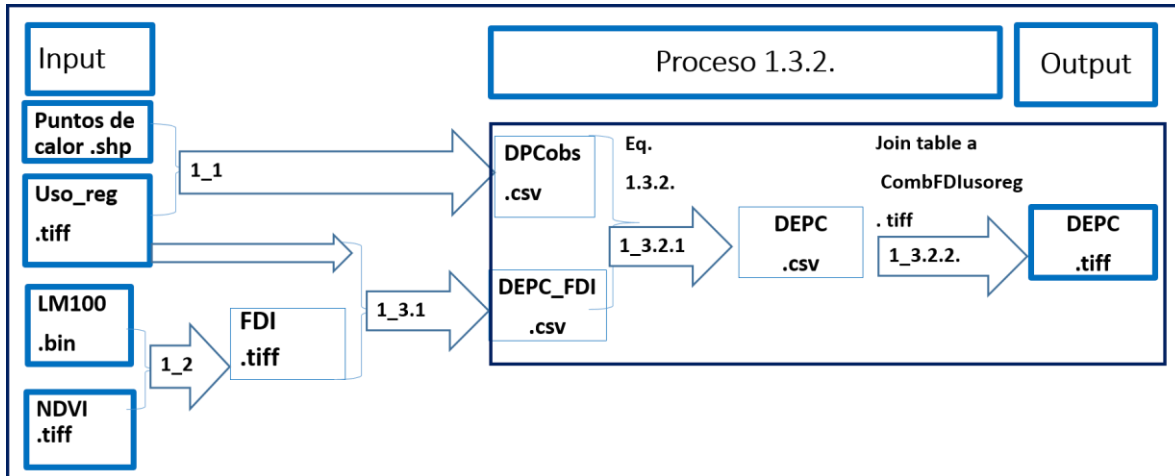 Input
Proceso 1.3.2.
Output
Puntos de
calor .shp
1_1
Uso_reg
.tiff
LM100
.bin
1_2
NDVI
.tiff
FDI
.tiff
1_3.1
DPCobs
.csv
DEPC_FDI
.csv
Eq.
1.3.2.
1_3.2.1
DEPC
.csv
Join table a
CombFDIusoreg
. tiff
1_3.2.2.
DEPC
.tiff